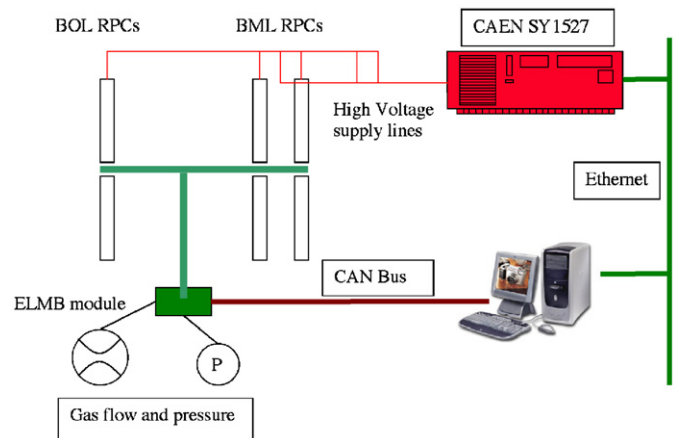 BOL RPCs
BML RPCs
CAEN SY1527
High Voltage
supply lines
Ethernet
CAN Bus
ELMB module
P
Gas flow and pressure